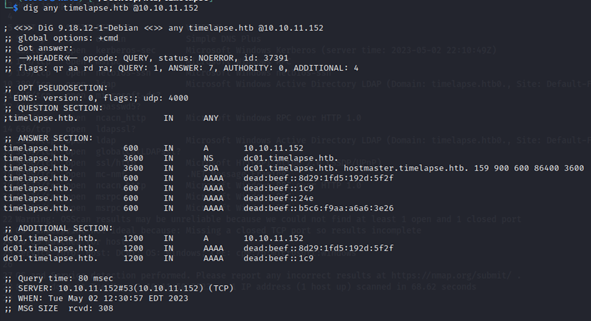 $ dig any timelapse.htb @10.10.11.152
; <<>> DiG 9.18.12-1-Debian <<>> any timelapse.htb @10.10.11.152
;; global options: +cmd
;; Got answer:
;; ->>HEADER<<- opcode: QUERY, status: NOERROR, id: 37391
;; flags: qr aa rd ra; QUERY: 1, ANSWER: 7, AUTHORITY: 0, ADDITIONAL: 4
;; OPT PSEUDOSECTION:
; EDNS: version: 0, flags:; udp: 4000
;; QUESTION SECTION:
;timelapse.htb. IN ANY
;; ANSWER SECTION:
timelapse.htb. 600 IN A 10.10.11.152
timelapse.htb. 3600 IN NS dc01.timelapse.htb.
timelapse.htb. 3600 IN SOA dc01.timelapse.htb. hostmaster.timelapse.htb. 159 900 600 86400 3600
timelapse.htb. 600 IN AAAA dead:beef::8d29:1fd5:192d:5f2f
timelapse.htb. 600 IN AAAA dead:beef::1c9
timelapse.htb. 600 IN AAAA dead:beef::24e
timelapse.htb. 600 IN AAAA dead:beef::b5c6:f9aa:a6a6:3e26
;; ADDITIONAL SECTION:
dc01.timelapse.htb. 1200 IN A 10.10.11.152
dc01.timelapse.htb. 1200 IN AAAA dead:beef::8d29:1fd5:192d:5f2f
dc01.timelapse.htb. 1200 IN AAAA dead:beef::1c9
;; Query time: 80 msec
;; SERVER: 10.10.11.152#53(10.10.11.152) (TCP)
;; WHEN: Tue May 02 12:30:57 EDT 2023
;; MSG SIZE rcvd: 308